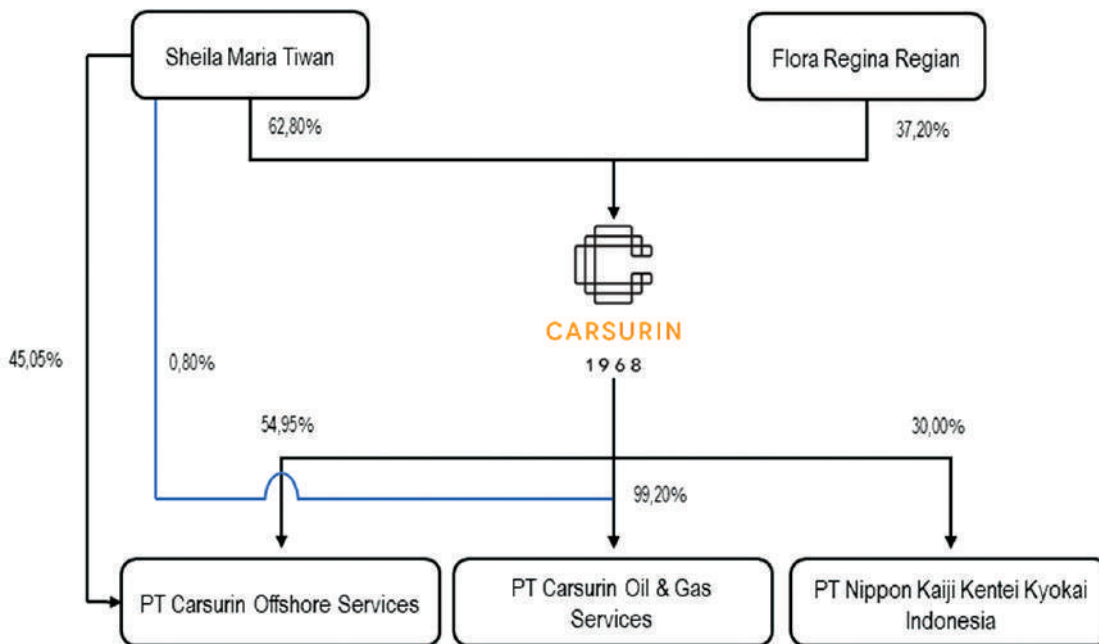 Sheila Maria Tiwan
Flora Regina Regian
62,80%
37,20%
CARSURIN
1968
45,05%
0,80%
54,95%
30,00%
99,20%
PT Carsurin Offshore Services
PT Carsurin Oil & Gas
Services
PT Nippon Kaiji Kentei Kyokai
Indonesia